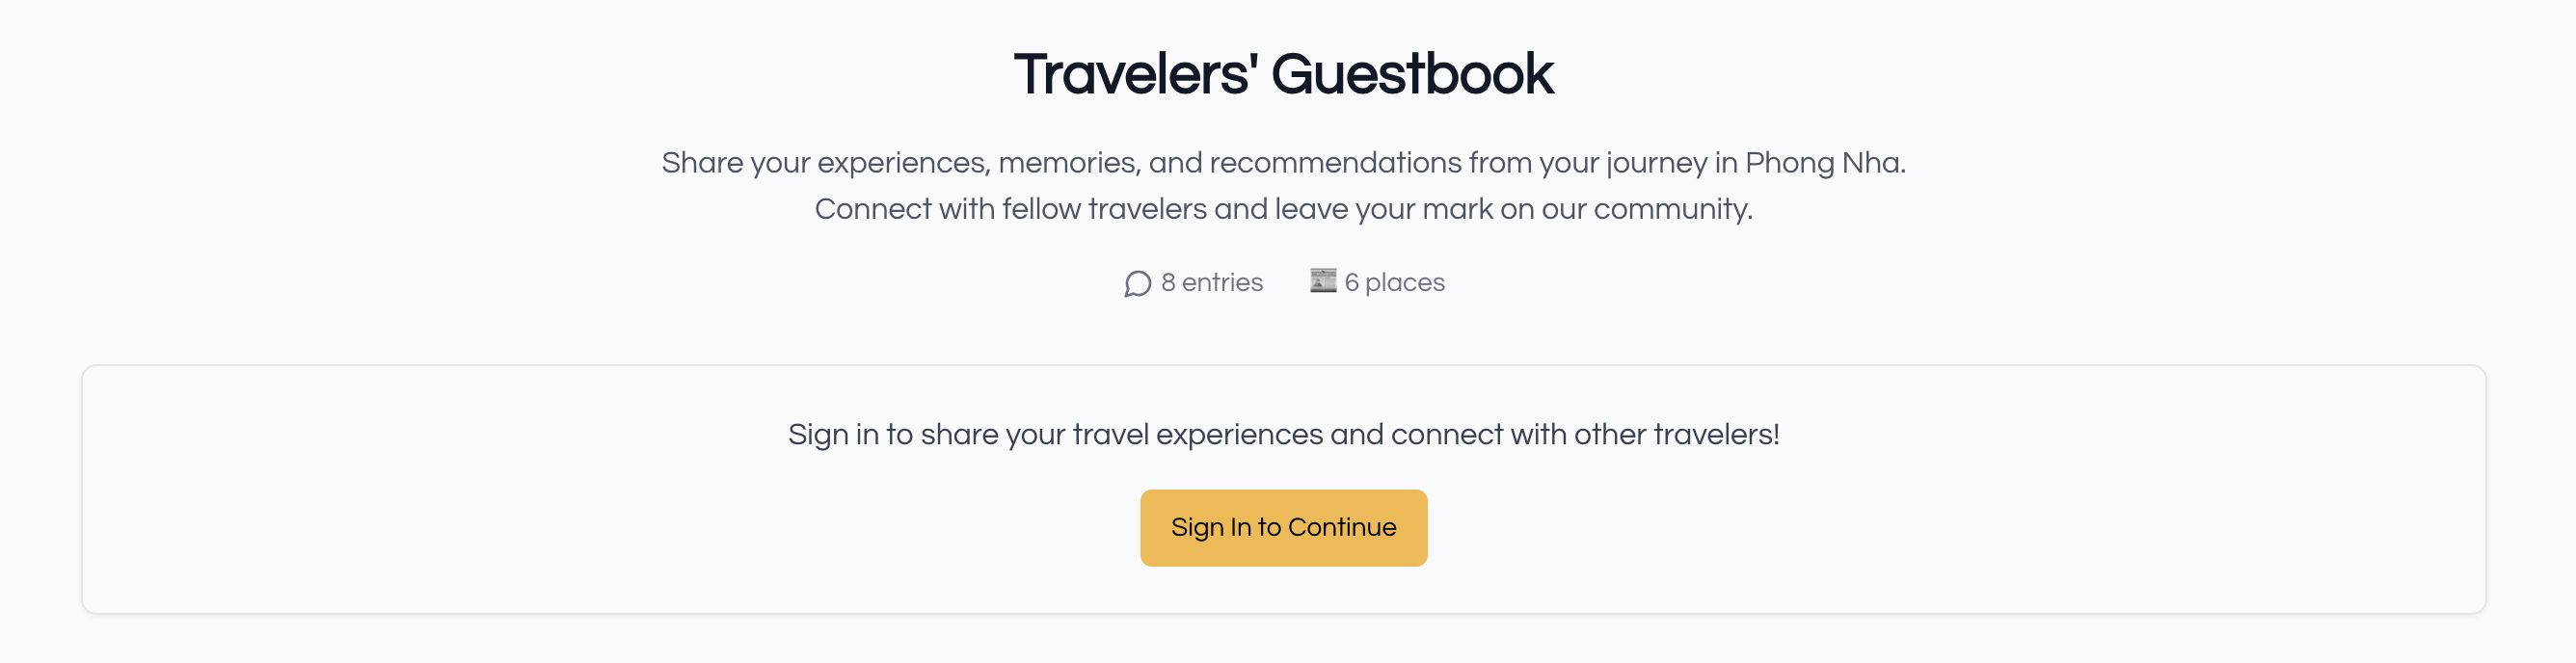 Travelers' Guestbook
Share your experiences, memories, and recommendations from your journey in Phong Nha.
Connect with fellow travelers and leave your mark on our community.
8 entries 6 places
Sign in to share your travel experiences and connect with other travelers!
Sign In to Continue